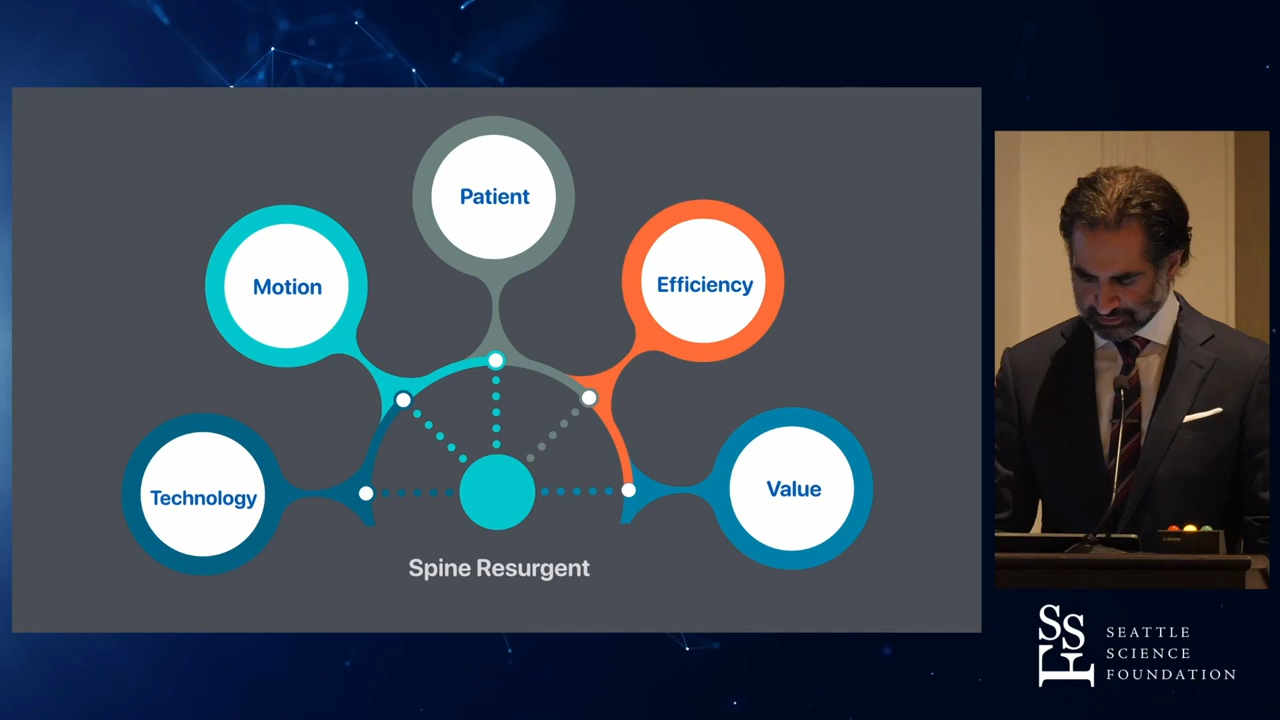 Patient
Motion
Efficiency
Technology
Value
Spine Resurgent
SSF
SEATTLE
SCIENCE
FOUNDATION